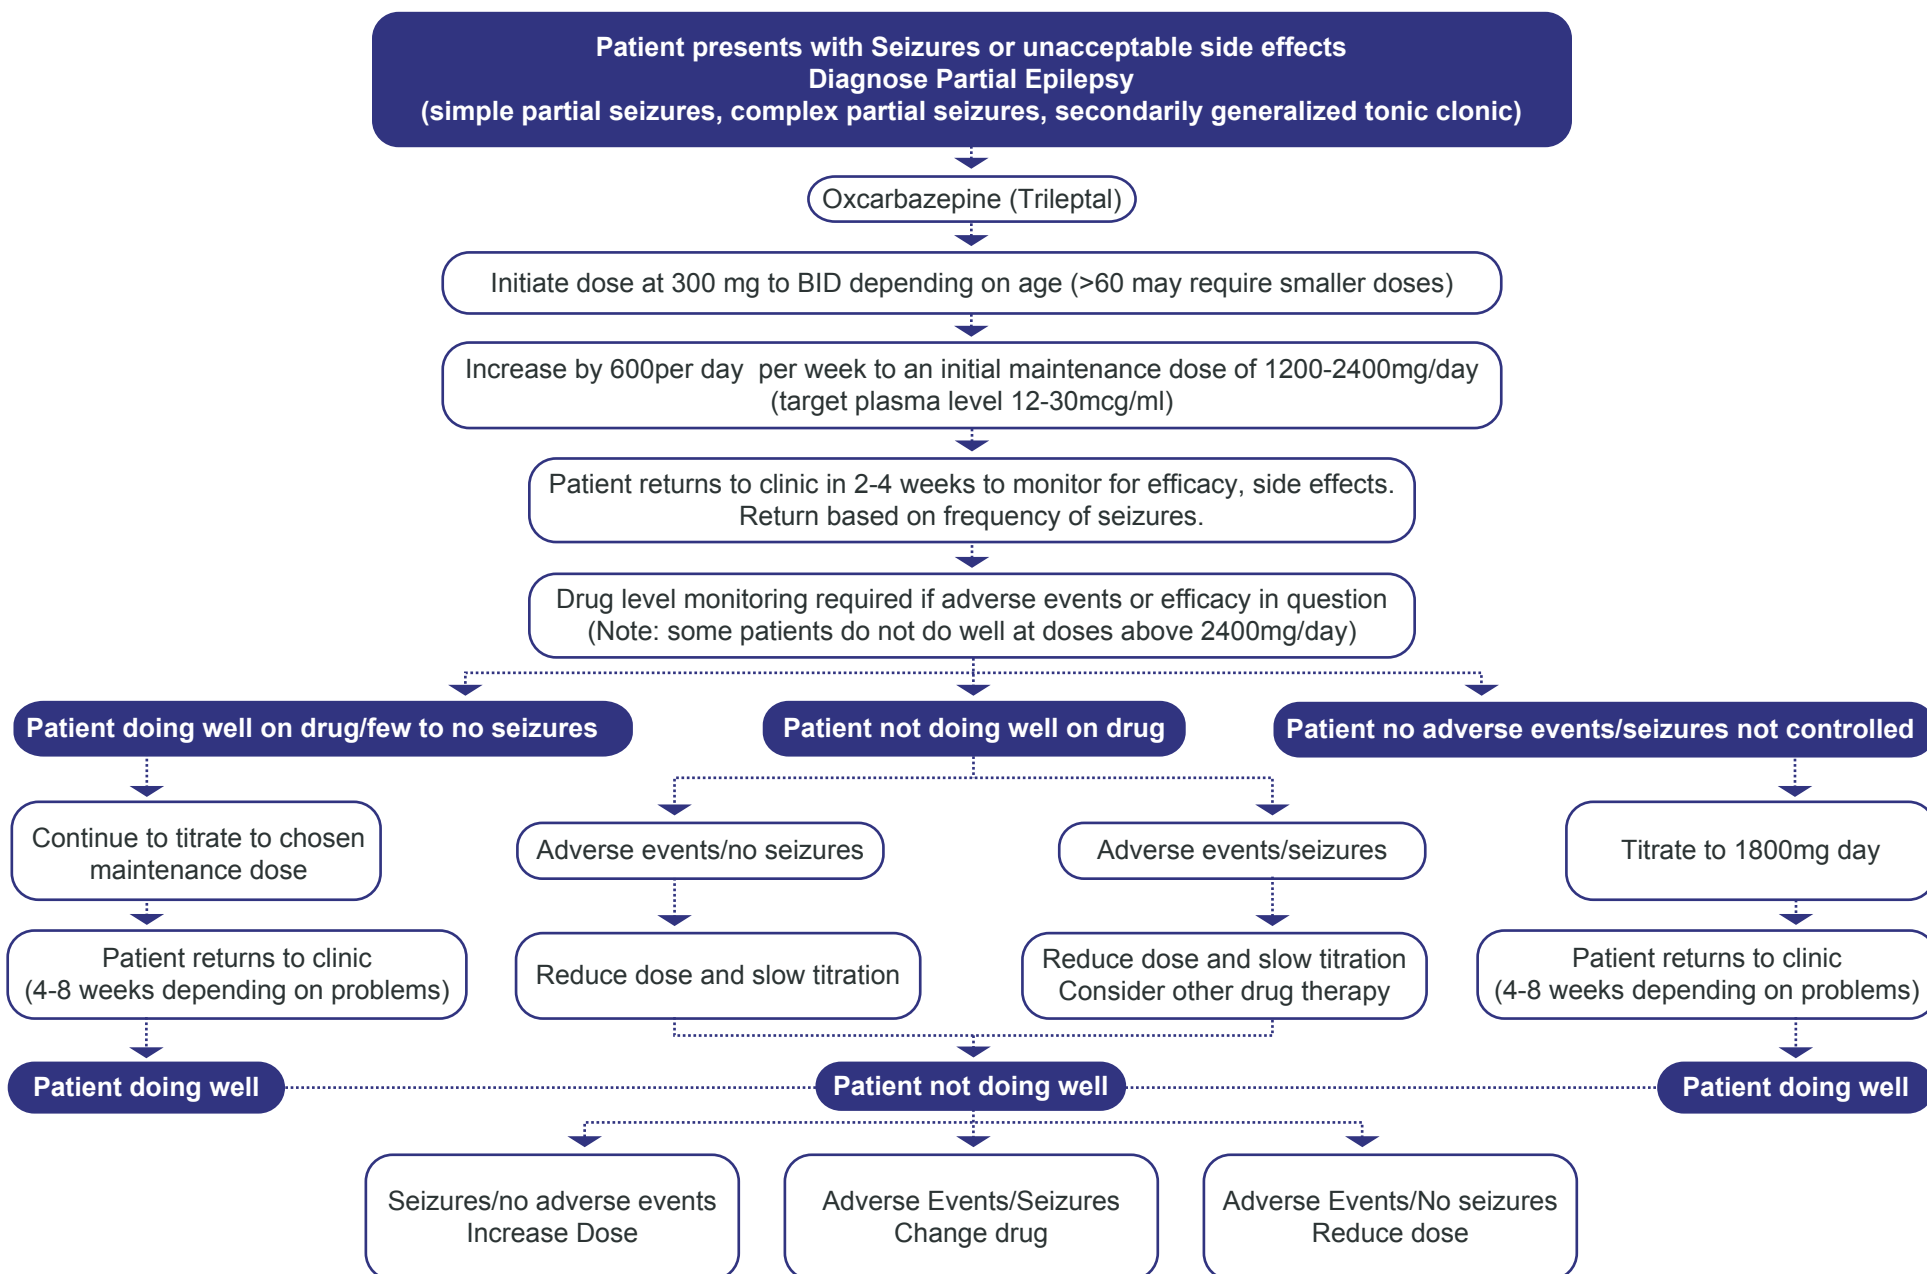 Patient presents with Seizures or unacceptable side effects
Diagnose Partial Epilepsy
(simple partial seizures, complex partial seizures, secondarily generalized tonic clonic)
Oxcarbazepine (Trileptal)
Initiate dose at 300 mg to BID depending on age (>60 may require smaller doses)
Increase by 600per day per week to an initial maintenance dose of 1200-2400mg/day
(target plasma level 12-30mcg/ml)
Patient returns to clinic in 2-4 weeks to monitor for efficacy, side effects.
Return based on frequency of seizures.
Drug level monitoring required if adverse events or efficacy in question
(Note: some patients do not do well at doses above 2400mg/day)
Patient doing well on drug/few to no seizures
Patient not doing well on drug
Patient no adverse events/seizures not controlled
Continue to titrate to chosen
maintenance dose
Adverse events/no seizures
Adverse events/seizures
Titrate to 1800mg day
Patient returns to clinic
(4-8 weeks depending on problems)
Reduce dose and slow titration
Reduce dose and slow titration
Consider other drug therapy
Patient returns to clinic
(4-8 weeks depending on problems)
Patient doing well
Patient not doing well
Patient doing well
Seizures/no adverse events
Increase Dose
Adverse Events/Seizures
Change drug
Adverse Events/No seizures
Reduce dose